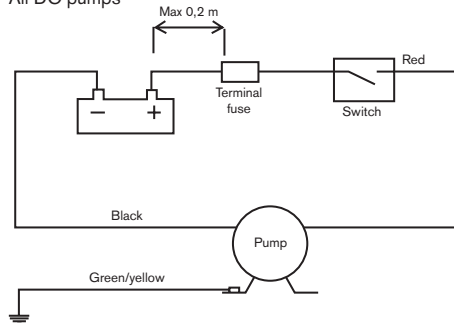 All DC pumps
Max 0,2 m
Red
Terminal
fuse
Switch
− +
Black
Pump
Green/yellow